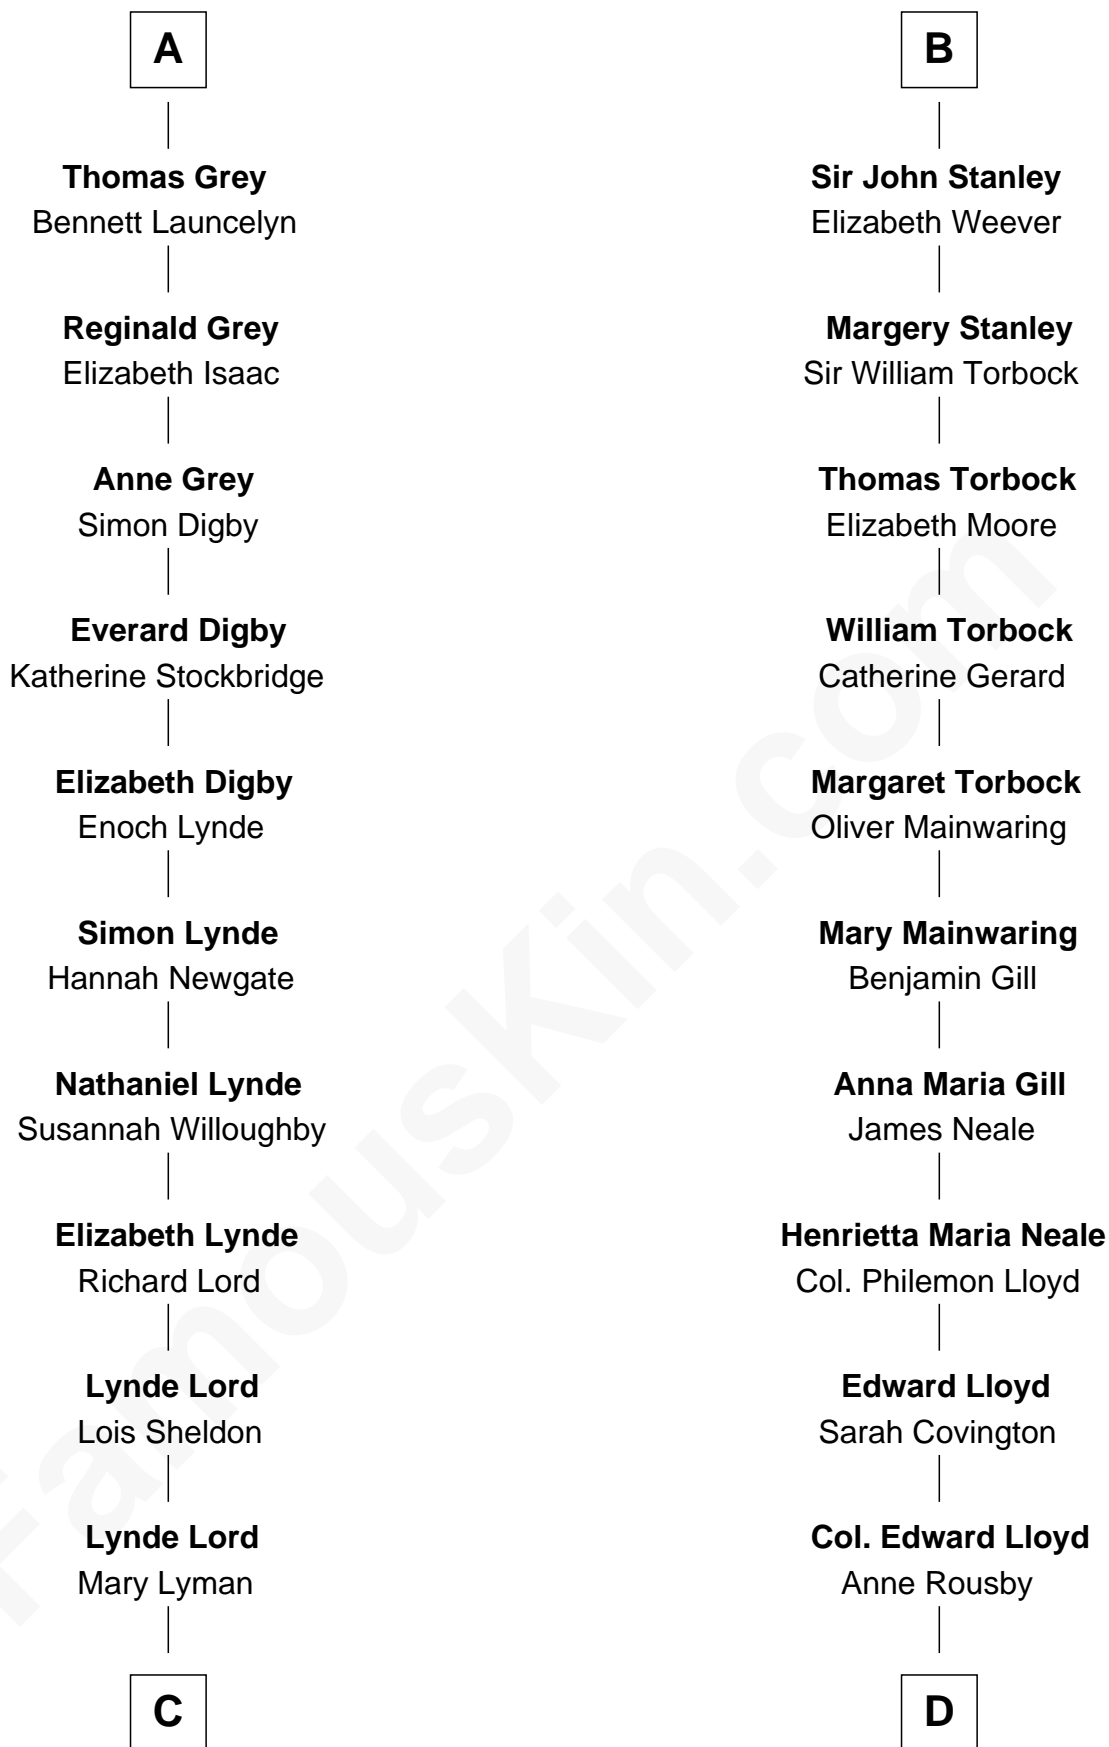 A
Thomas Grey
Bennett Launcelyn
Reginald Grey
Elizabeth Isaac
Anne Grey
Simon Digby
Everard Digby
Katherine Stockbridge
Elizabeth Digby
Enoch Lynde
Simon Lynde
Hannah Newgate
Nathaniel Lynde
Susannah Willoughby
Elizabeth Lynde
Richard Lord
Lynde Lord
Lois Sheldon
Lynde Lord
Mary Lyman
C
B
Sir John Stanley
Elizabeth Weever
Margery Stanley
Sir William Torbock
Thomas Torbock
Elizabeth Moore
William Torbock
Catherine Gerard
Margaret Torbock
Oliver Mainwaring
Mary Mainwaring
Benjamin Gill
Anna Maria Gill
James Neale
Henrietta Maria Neale
Col. Philemon Lloyd
Edward Lloyd
Sarah Covington
Col. Edward Lloyd
Anne Rousby
D
FamousKin.com